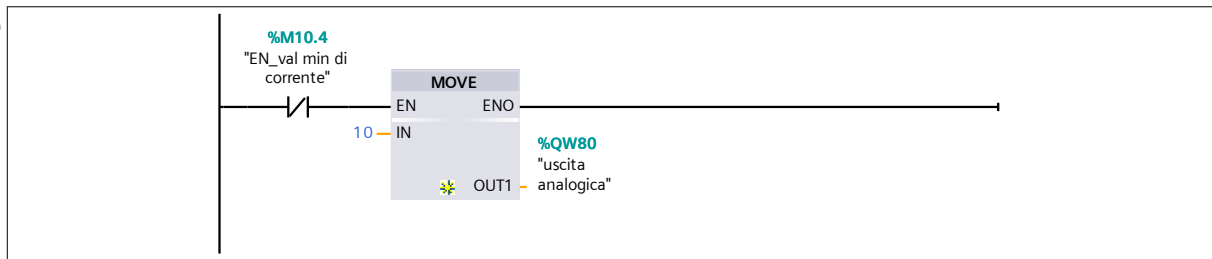 %M10.4
"EN_val min di
corrente"
MOVE
EN ENO
10 IN
%QW80
"uscita
OUT1 analogica"